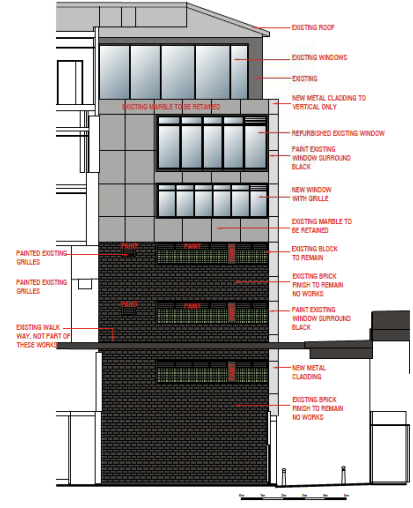 EXISTING ROOF
EXISTING WINDOWS
EXISTING
NEW METAL CLADDING TO
VERTICAL ONLY
EXISTING MARBLE TO BE RETAINED
REFURBISHED EXISTING WINDOW
PAINT EXISTING
WINDOW SURROUND
BLACK
NEW WINDOW
WITH GRILLE
EXISTING MARBLE TO
BE RETAINED
PAINT
PAINT
EXISTING BLOCK
TO REMAIN
PAINTED EXISTING
GRILLES
EXISTING BRICK
FINISH TO REMAIN
NO WORKS
PAINTED EXISTING
GRILLES
PAINT
PAINT
PAINT EXISTING
WINDOW SURROUND
BLACK
EXISTING WALK
WAY, NOT PART OF
THESE WORKS
NEW METAL
CLADDING
EXISTING BRICK
FINISH TO REMAIN
NO WORKS